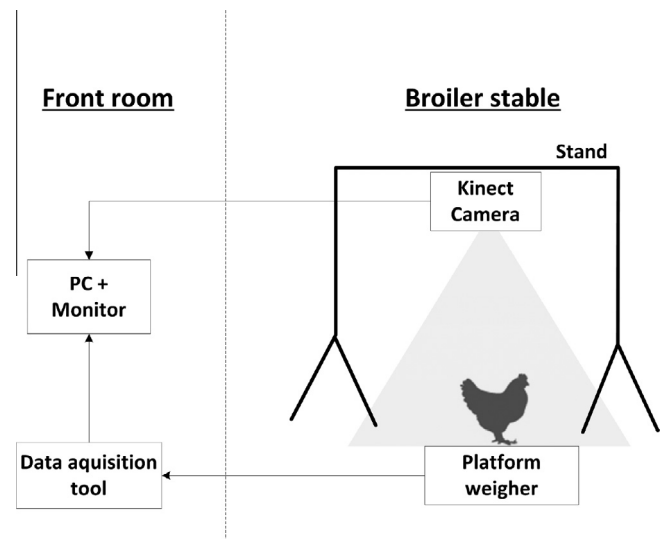 Front room
Broiler stable
Stand
Kinect
Camera
PC +
Monitor
Data aquisition
tool
Platform
weigher